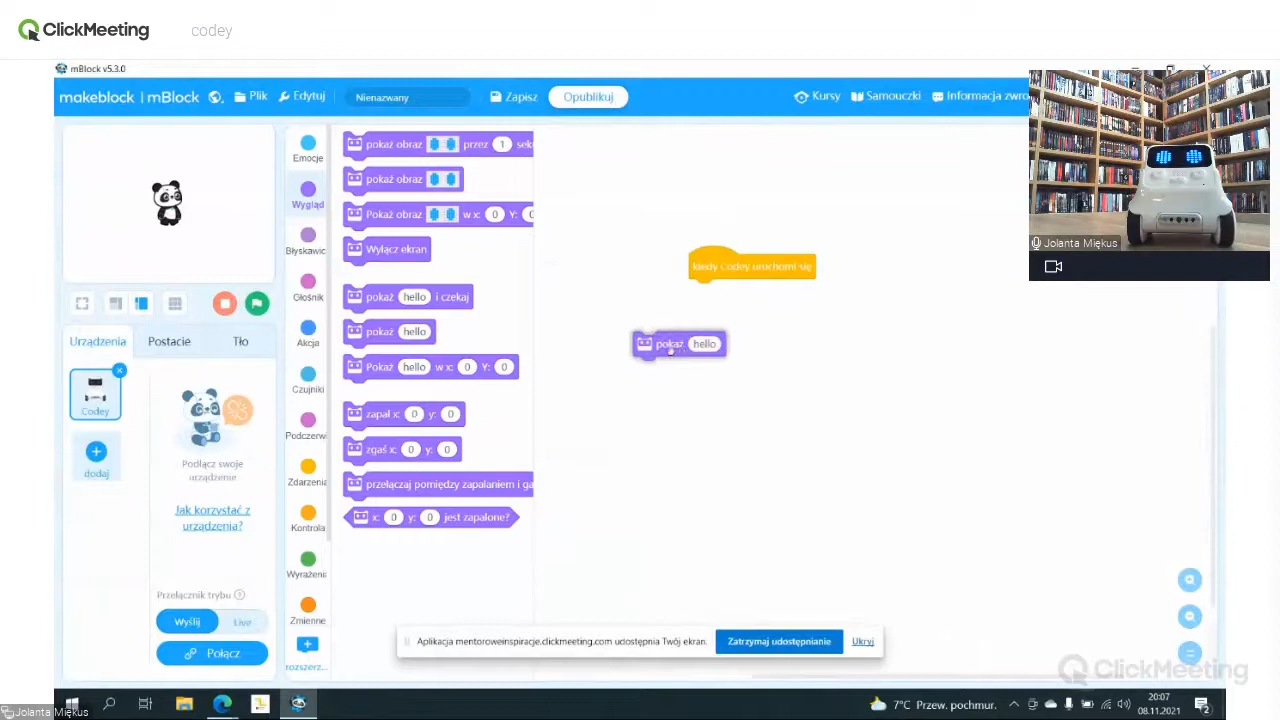 ClickMeeting
codey
mBlock v5.3.0
makeblock | mBlock
Plik
Edytuj
Nienazwany
Zapisz
Opublikuj
Kursy
Samouczki
Informacja zwro
Jolanta Miękus
Emocje
Wygląd
Błyskawic
Głośnik
Akcja
Czujniki
Podczerw
Zdarzenia
Kontrola
Wyrażenia
Zmienne
rozszerz...
pokaż obraz przez 1 sek
pokaż obraz
Pokaż obraz w x: 0 Y: 0
Wyłącz ekran
pokaż hello i czekaj
pokaż hello
Pokaż hello w x: 0 Y: 0
zapal x: 0 y: 0
zgaś x: 0 y: 0
przełączaj pomiędzy zapalaniem i ga
x: 0 y: 0 jest zapalone?
kiedy Codey uruchomi się
pokaż hello
Urządzenia
Postacie
Tło
Codey
dodaj
Podłącz swoje
urządzenie
Jak korzystać z
urządzenia?
Przełącznik trybu
Wyślij
Live
Połącz
Aplikacja mentoroweinspiracje.clickmeeting.com udostępnia Twój ekran.
Zatrzymaj udostępnianie
Ukryj
ClickMeeting
Jolanta Miękus
7°C Przew. pochmur.
20:07
08.11.2021
2